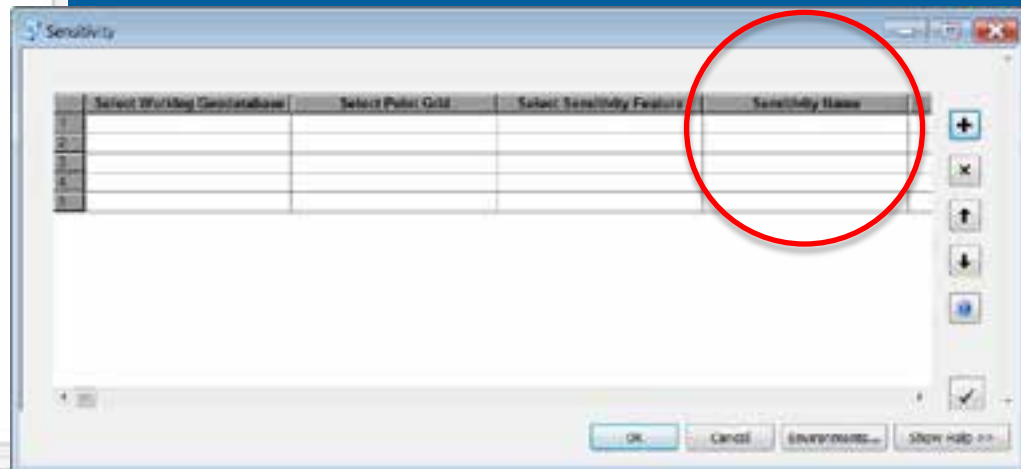 Sensitivity
Select Working Geodatabase Select Point Grid Select Sensitivity Feature Sensitivity Name
1
2
3
4
5
OK Cancel Environments... Show Help >>